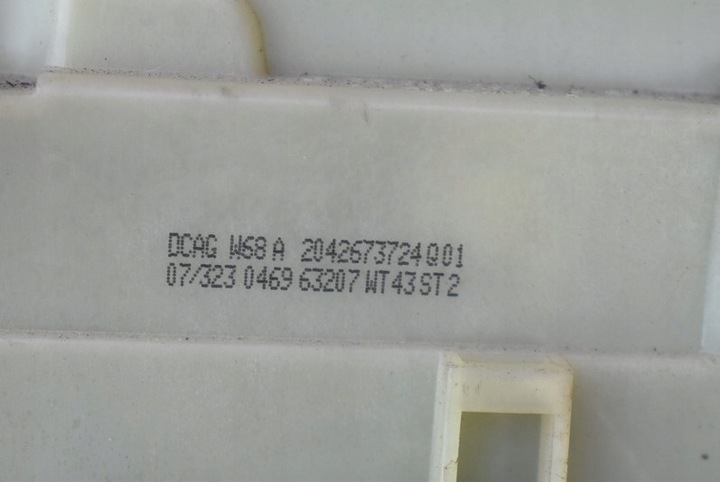 DCAG W68 A 2042673724 Q01
07/323 0469 63207 WT43 ST2